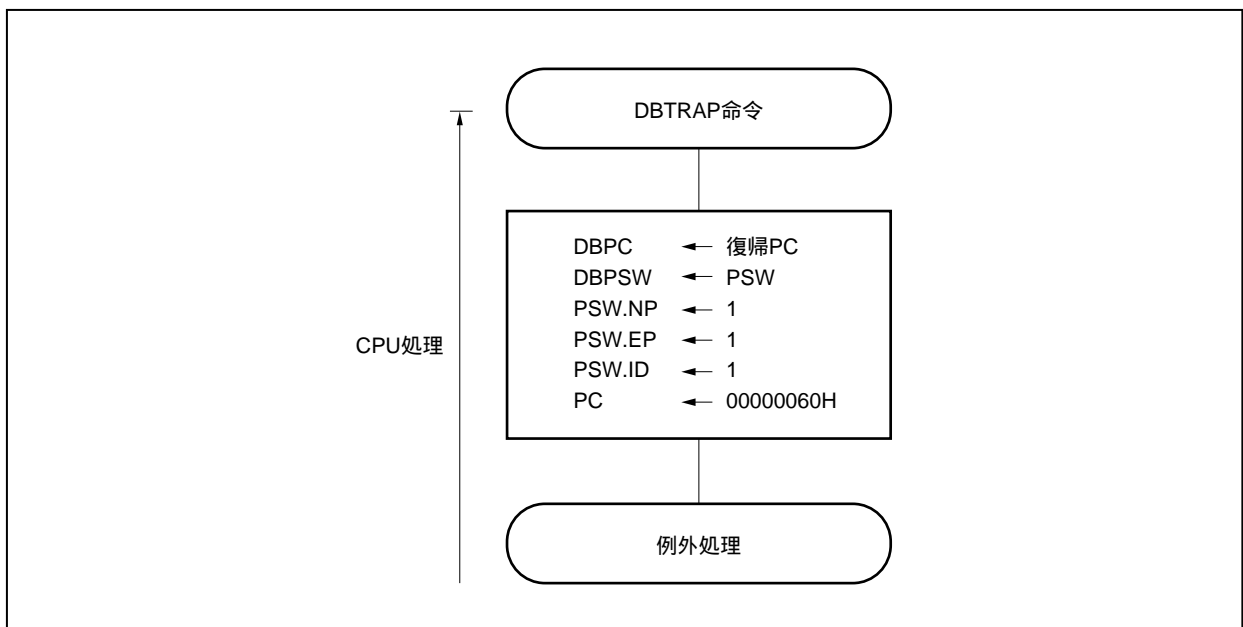 DBTRAP命令
CPU処理
DBPC ← 復帰PC
DBPSW ← PSW
PSW.NP ← 1
PSW.EP ← 1
PSW.ID ← 1
PC ← 00000060H
例外処理